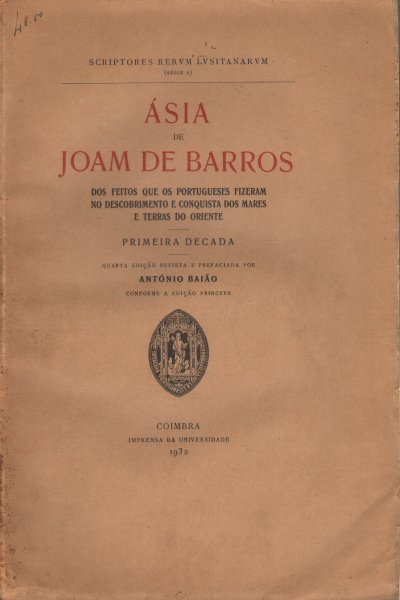 48.00
SCRIPTORES RERVM LVSITANARVM
(SÉRIE A)
ÁSIA
DE
JOAM DE BARROS
DOS FEITOS QUE OS PORTUGUESES FIZERAM
NO DESCOBRIMENTO E CONQUISTA DOS MARES
E TERRAS DO ORIENTE
PRIMEIRA DECADA
QUARTA EDIÇÃO REVISTA E PREFACIADA POR
ANTÓNIO BAIÃO
CONFORME A EDIÇÃO PRINCEPS
COIMBRA
IMPRENSA DA UNIVERSIDADE
1932